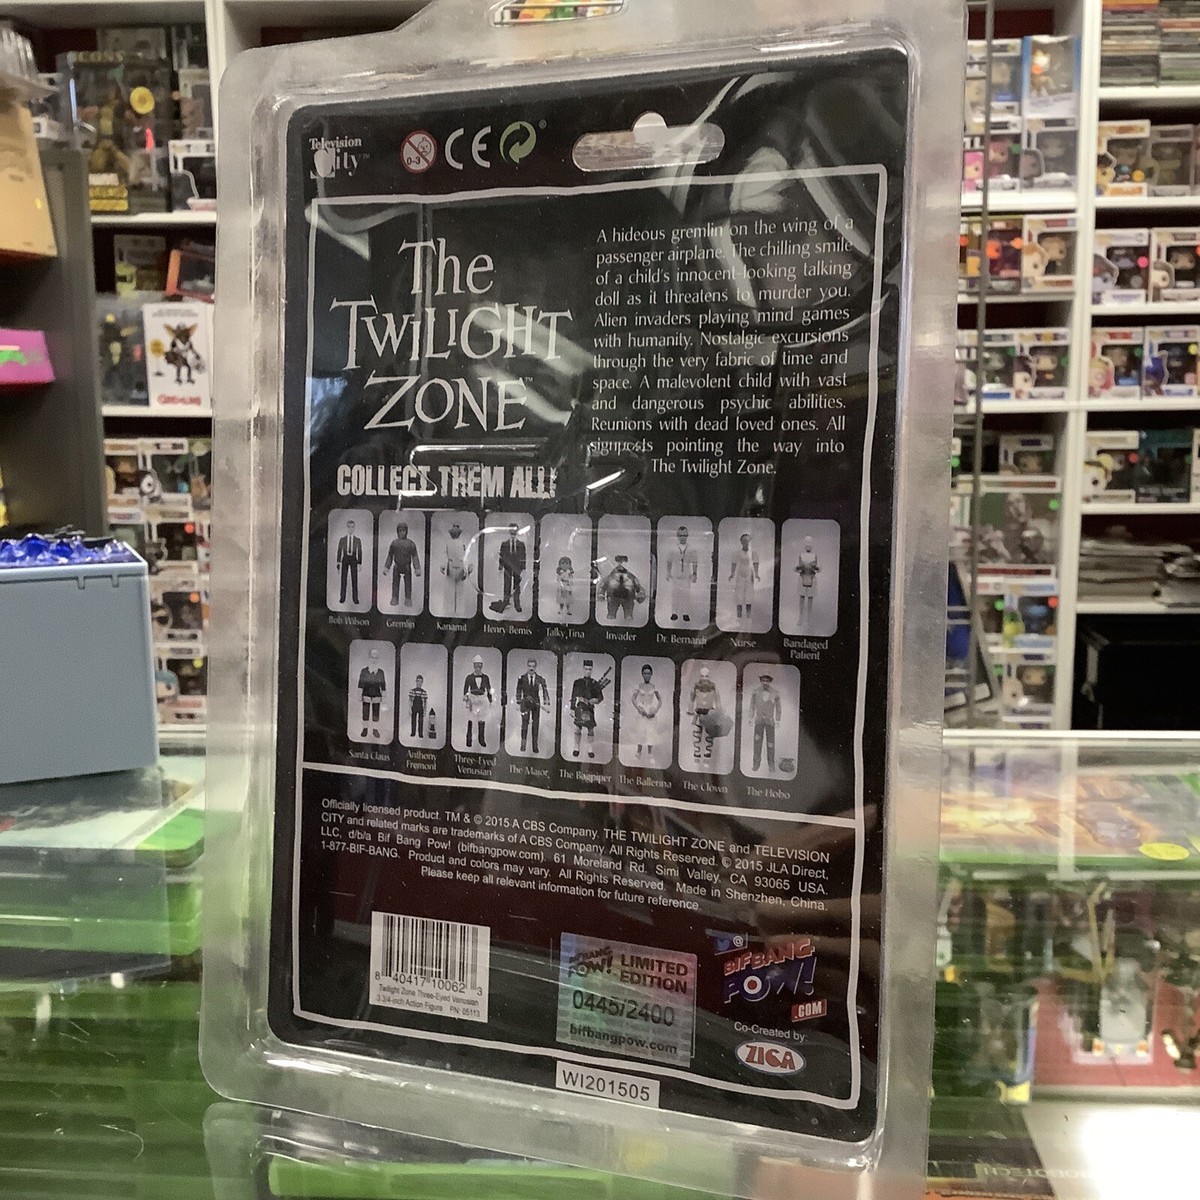 Television
City™
0-3
CE
The
TWILIGHT
ZONE™
A hideous gremlin on the wing of a
passenger airplane. The chilling smile
of a child's innocent-looking talking
doll as it threatens to murder you.
Alien invaders playing mind games
with humanity. Nostalgic excursions
through the very fabric of time and
space. A malevolent child with vast
and dangerous psychic abilities.
Reunions with dead loved ones. All
signposts pointing the way into
The Twilight Zone.
COLLECT THEM ALL!
Bob Wilson
Gremlin
Kanamit
Henry Bemis
Talky Tina
Invader
Dr. Bernardi
Nurse
Bandaged
Patient
Santa Claus
Anthony
Fremont
Three-Eyed
Venusian
The Major
The Bagpiper
The Ballerina
The Clown
The Hobo
Officially licensed product. TM & © 2015 A CBS Company. THE TWILIGHT ZONE and TELEVISION
CITY and related marks are trademarks of A CBS Company. All Rights Reserved. © 2015 JLA Direct,
LLC, d/b/a Bif Bang Pow! (bifbangpow.com). 61 Moreland Rd. Simi Valley, CA 93065 USA.
1-877-BIF-BANG. Product and colors may vary. All Rights Reserved. Made in Shenzhen, China.
Please keep all relevant information for future reference.
8 40417 10062 3
Twilight Zone Three-Eyed Venusian
3 3/4-inch Action Figure P/N: 05113
BIF BANG
POW!
LIMITED
EDITION
0445/2400
bifbangpow.com
@
BIF BANG
POW!
.COM
Co-Created by:
ZICA
WI201505
GREMLINS